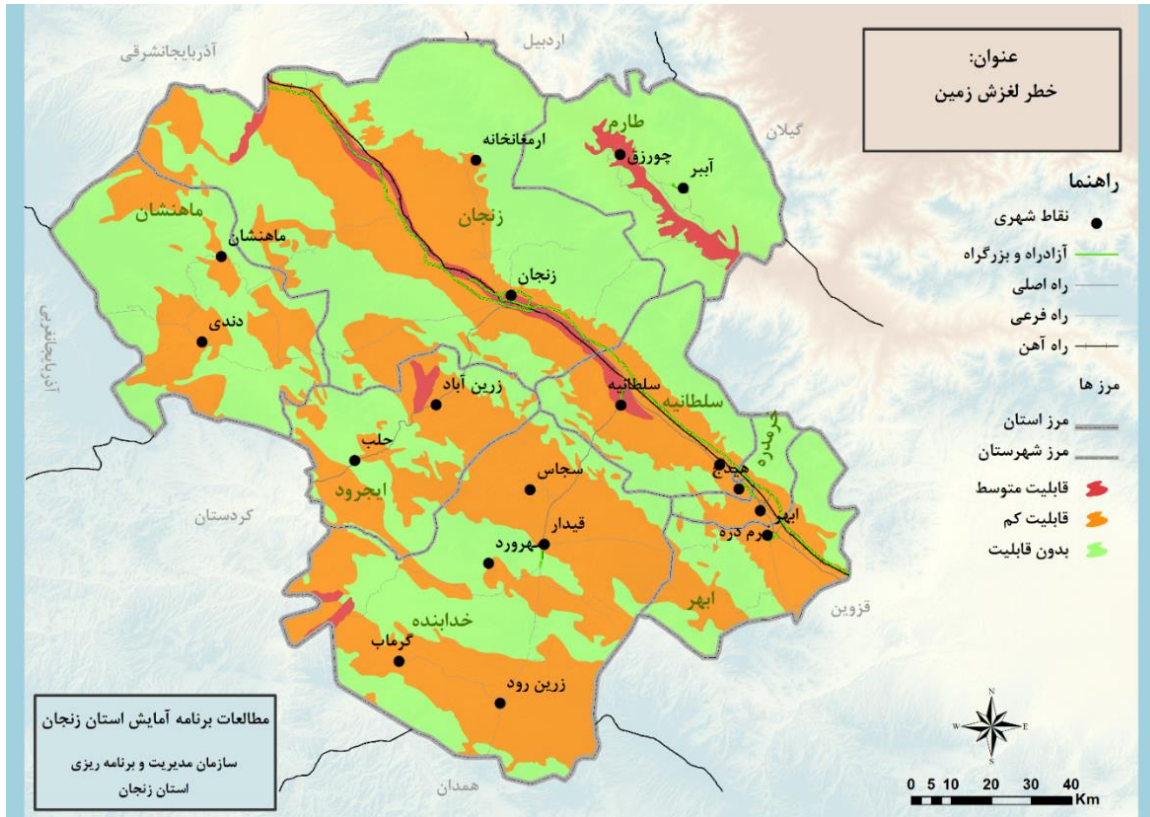 عنوان:
خطر لغزش زمین
راهنما
نقاط شهری
آزادراه و بزرگراه
راه اصلی
راه فرعی
راه آهن
مرز ها
مرز استان
مرز شهرستان
قابلیت متوسط
قابلیت کم
بدون قابلیت
اردبیل
آذربایجانشرقی
گیلان
طارم
چورزق
آببر
ارمغانخانه
زنجان
ماهنشان
ماهنشان
زنجان
دندی
آذربایجانغربی
زرین آباد
سلطانیه
سلطانیه
خرمدره
حلب
هیدج
سجاس
ایجرود
ابهر
کردستان
قیدار
رم دره
سهرورد
ابهر
قزوین
خدابنده
گرماب
زرین رود
همدان
مطالعات برنامه آمایش استان زنجان
سازمان مدیریت و برنامه ریزی
استان زنجان
N
W E
S
0 5 10 20 30 40
Km